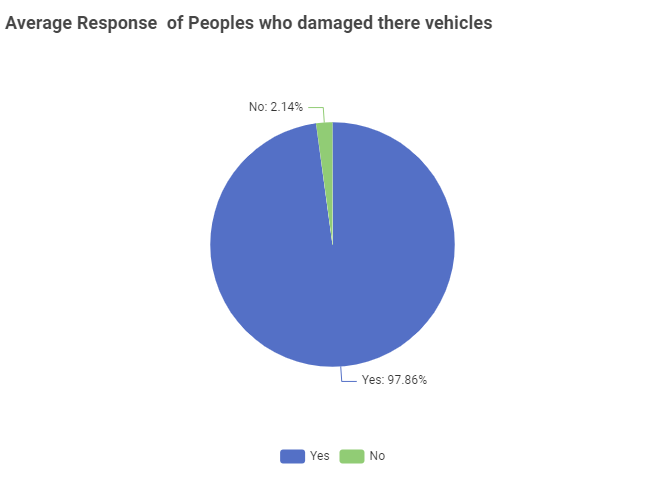 Average Response  of Peoples who damaged there vehicles
No: 2.14%
Yes: 97.86%
Yes No